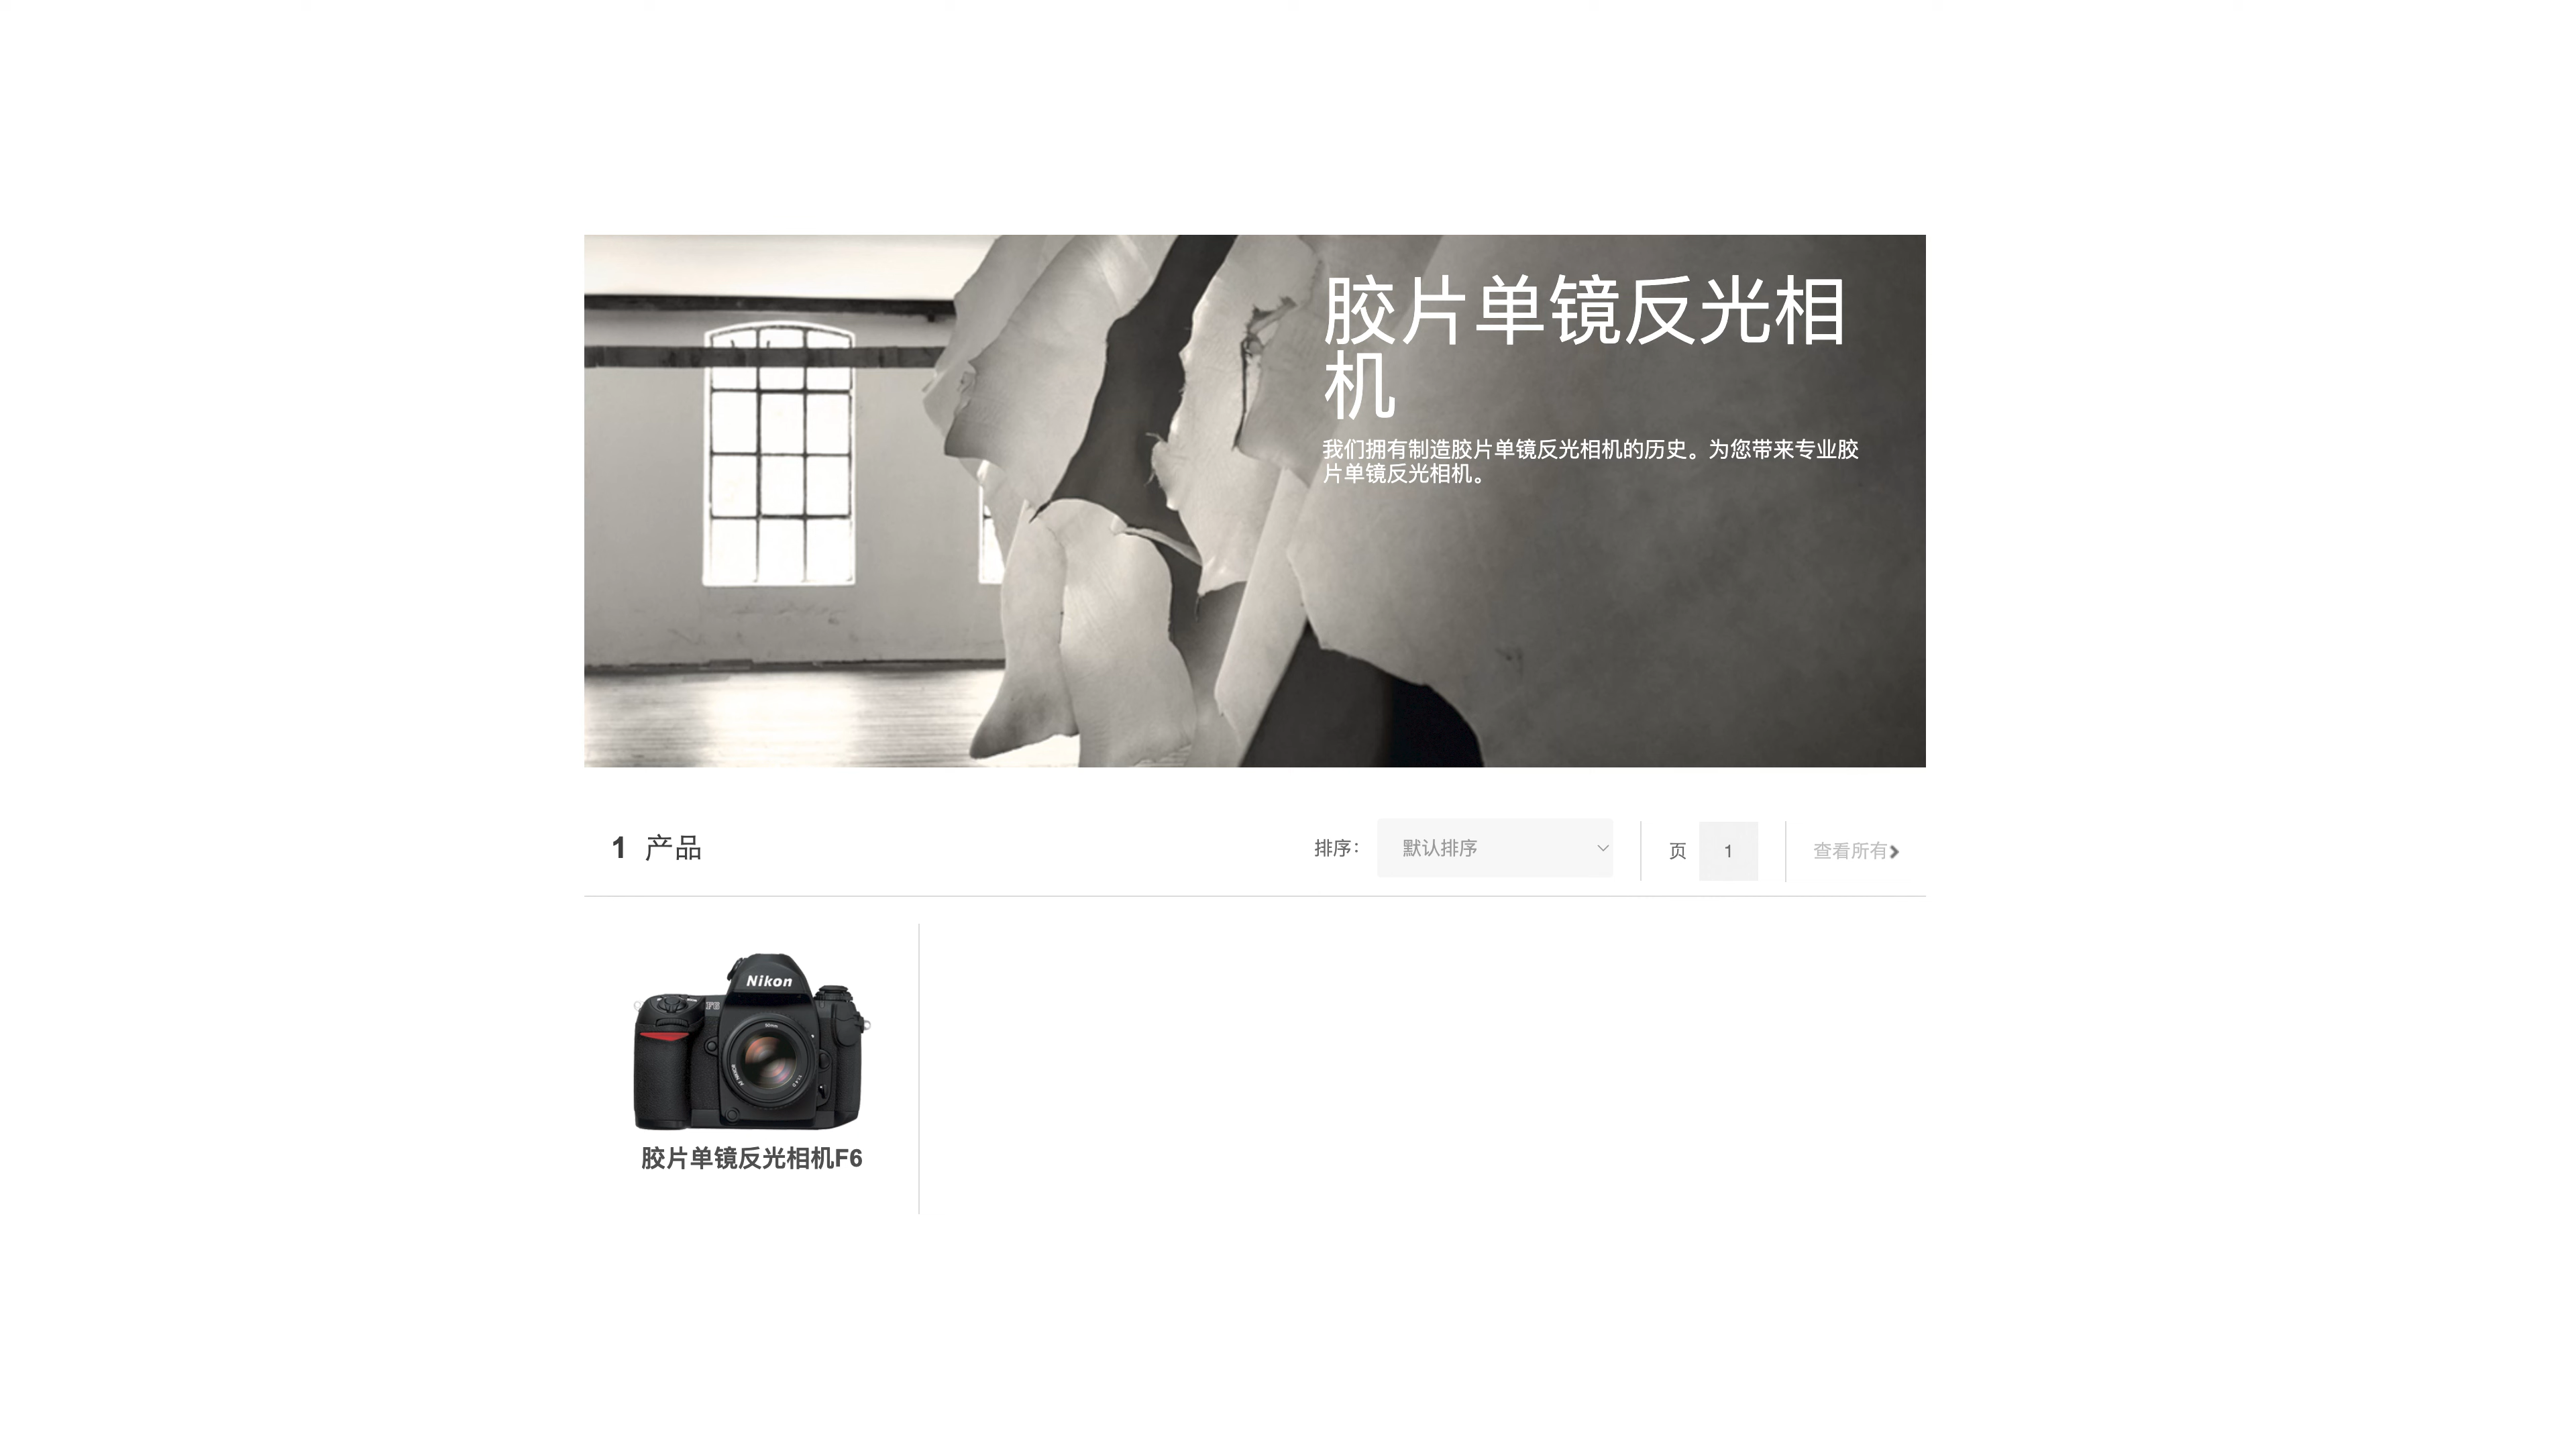 胶片单镜反光相
机
我们拥有制造胶片单镜反光相机的历史。为您带来专业胶
片单镜反光相机。
1 产品
排序：
默认排序
页
1
查看所有
Nikon
胶片单镜反光相机F6